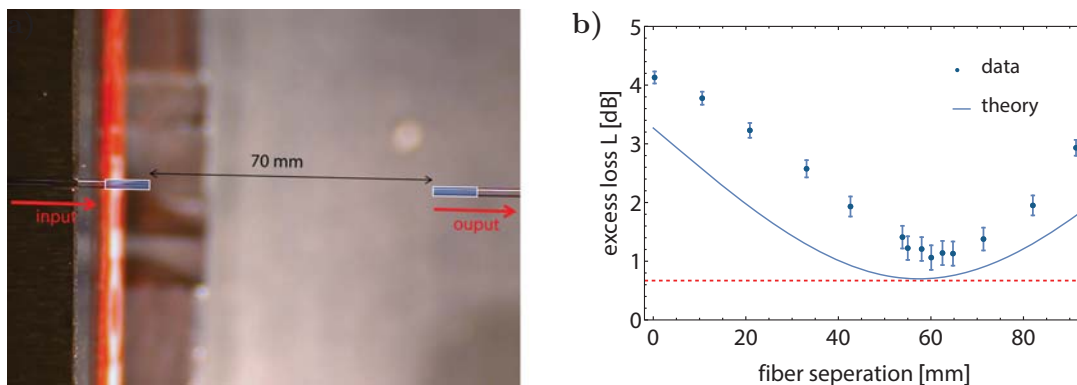 a)
70 mm
input
ouput
b)
excess loss L [dB]
5
4
3
2
1
0
data
theory
0 20 40 60 80
fiber seperation [mm]